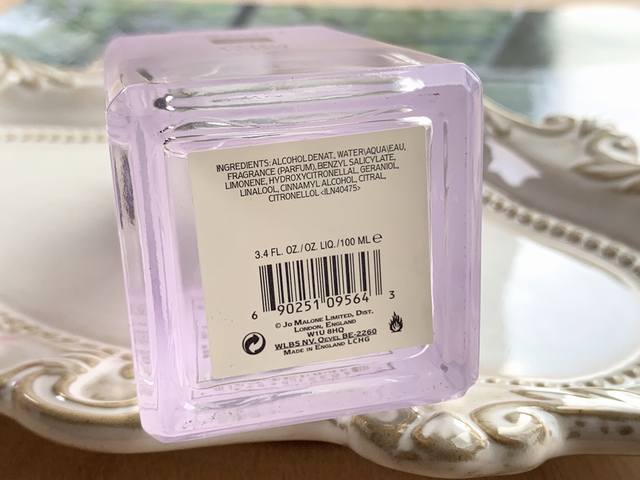 INGREDIENTS: ALCOHOL DENAT., WATER\AQUA\EAU,
FRAGRANCE (PARFUM), BENZYL SALICYLATE,
LIMONENE, HYDROXYCITRONELLAL, GERANIOL,
LINALOOL, CINNAMYL ALCOHOL, CITRAL,
CITRONELLOL <ILN40475>
3.4 FL. OZ./OZ. LIQ./100 ML ℮
6 90251 09564 3
© JO MALONE LIMITED, DIST.
LONDON, ENGLAND
W1U 8HQ
WLBS NV. OEVEL BE-2260
MADE IN ENGLAND LCHG